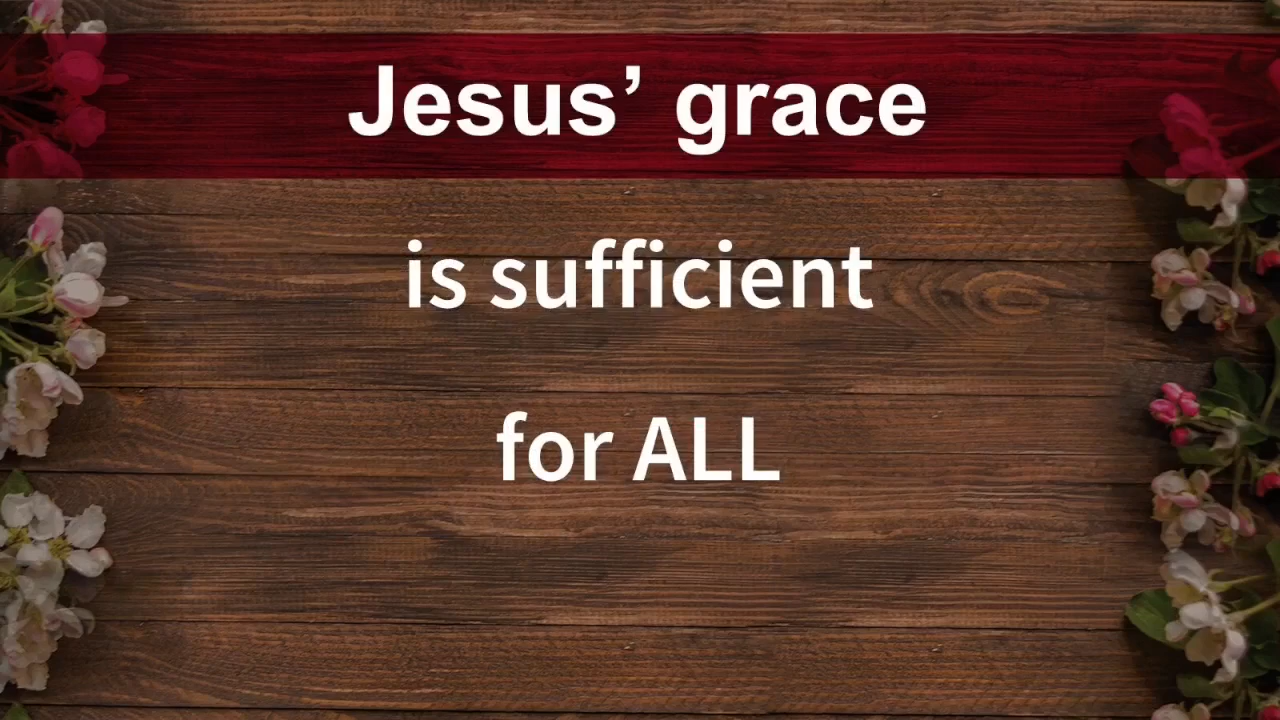 Jesus’ grace
is sufficient
for ALL